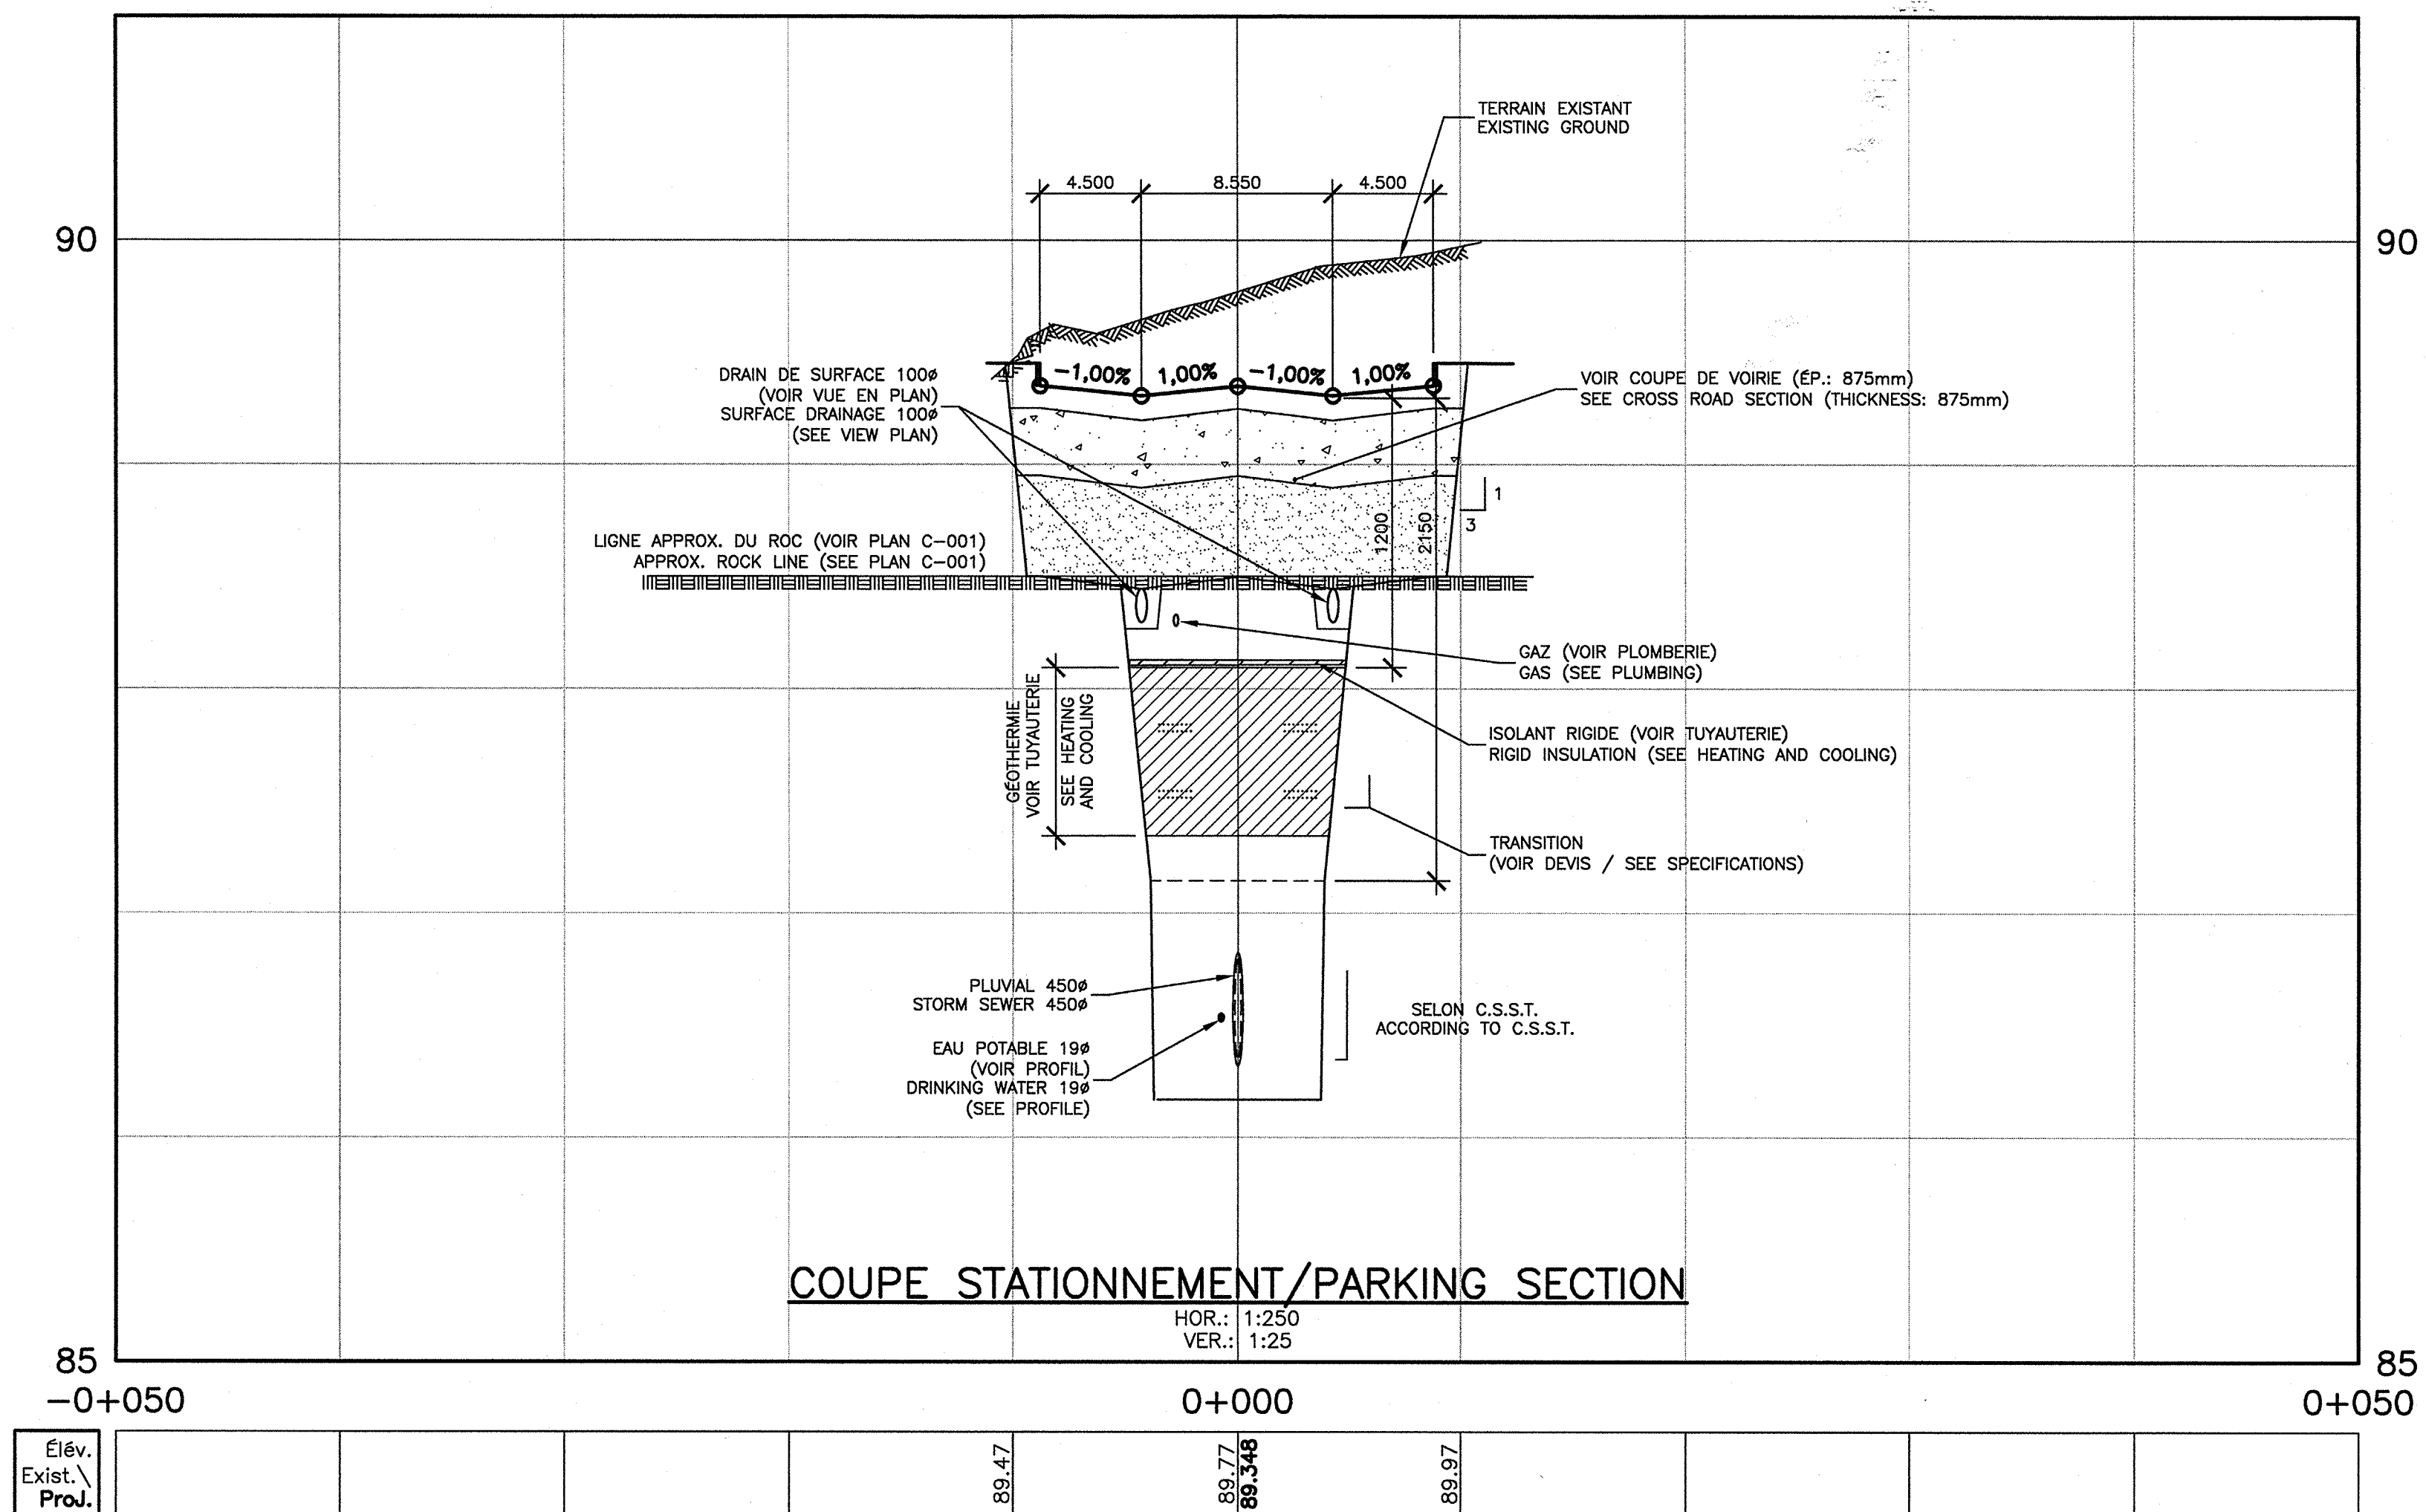 TERRAIN EXISTANT
EXISTING GROUND
4.500
8.550
4.500
90
90
-1,00%
1,00%
-1,00%
1,00%
DRAIN DE SURFACE 100ø
(VOIR VUE EN PLAN)
SURFACE DRAINAGE 100ø
(SEE VIEW PLAN)
VOIR COUPE DE VOIRIE (ÉP.: 875mm)
SEE CROSS ROAD SECTION (THICKNESS: 875mm)
1
3
1200
2150
LIGNE APPROX. DU ROC (VOIR PLAN C-001)
APPROX. ROCK LINE (SEE PLAN C-001)
GAZ (VOIR PLOMBERIE)
GAS (SEE PLUMBING)
GÉOTHERMIE
VOIR TUYAUTERIE
SEE HEATING
AND COOLING
ISOLANT RIGIDE (VOIR TUYAUTERIE)
RIGID INSULATION (SEE HEATING AND COOLING)
TRANSITION
(VOIR DEVIS / SEE SPECIFICATIONS)
PLUVIAL 450ø
STORM SEWER 450ø
EAU POTABLE 19ø
(VOIR PROFIL)
DRINKING WATER 19ø
(SEE PROFILE)
SELON C.S.S.T.
ACCORDING TO C.S.S.T.
COUPE STATIONNEMENT/PARKING SECTION
HOR.: 1:250
VER.: 1:25
85
85
-0+050
0+000
0+050
Élév.
Exist.\
ProJ.
89.47
89.77
89.348
89.97